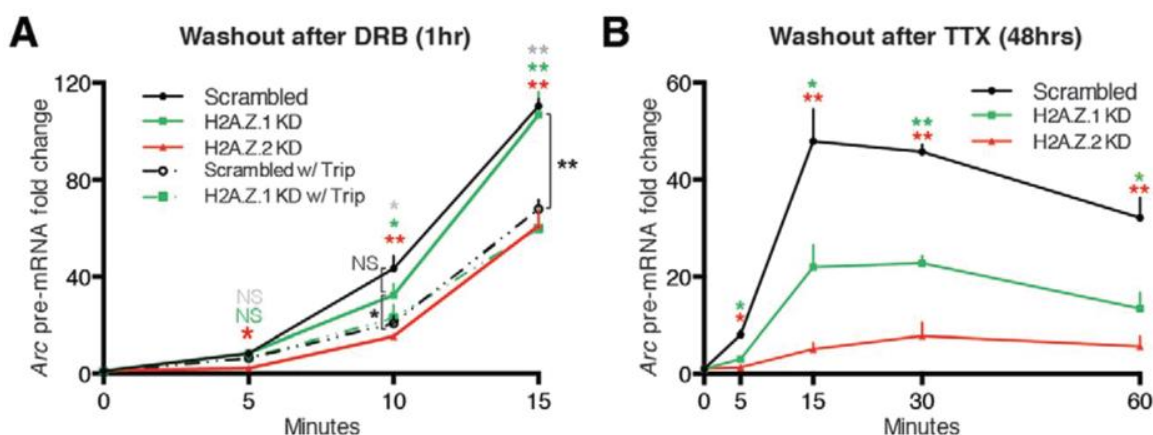 A
Washout after DRB (1hr)
**
**
**
120
Scrambled
H2A.Z.1 KD
H2A.Z.2 KD
Scrambled w/ Trip
H2A.Z.1 KD w/ Trip
**
80
*
*
**
NS
40
NS
NS
*
*
0
Arc pre-mRNA fold change
0 5 10 15
Minutes
B
Washout after TTX (48hrs)
60
*
**
Scrambled
H2A.Z.1 KD
H2A.Z.2 KD
**
**
40
*
**
20
*
*
0
Arc pre-mRNA fold change
0 5 15 30 60
Minutes